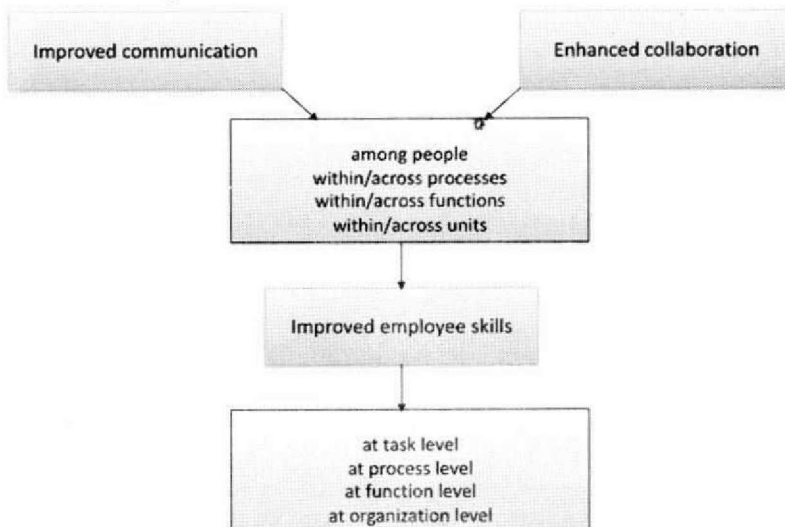 Improved communication
Enhanced collaboration
among people
within/across processes
within/across functions
within/across units
Improved employee skills
at task level
at process level
at function level
at organization level